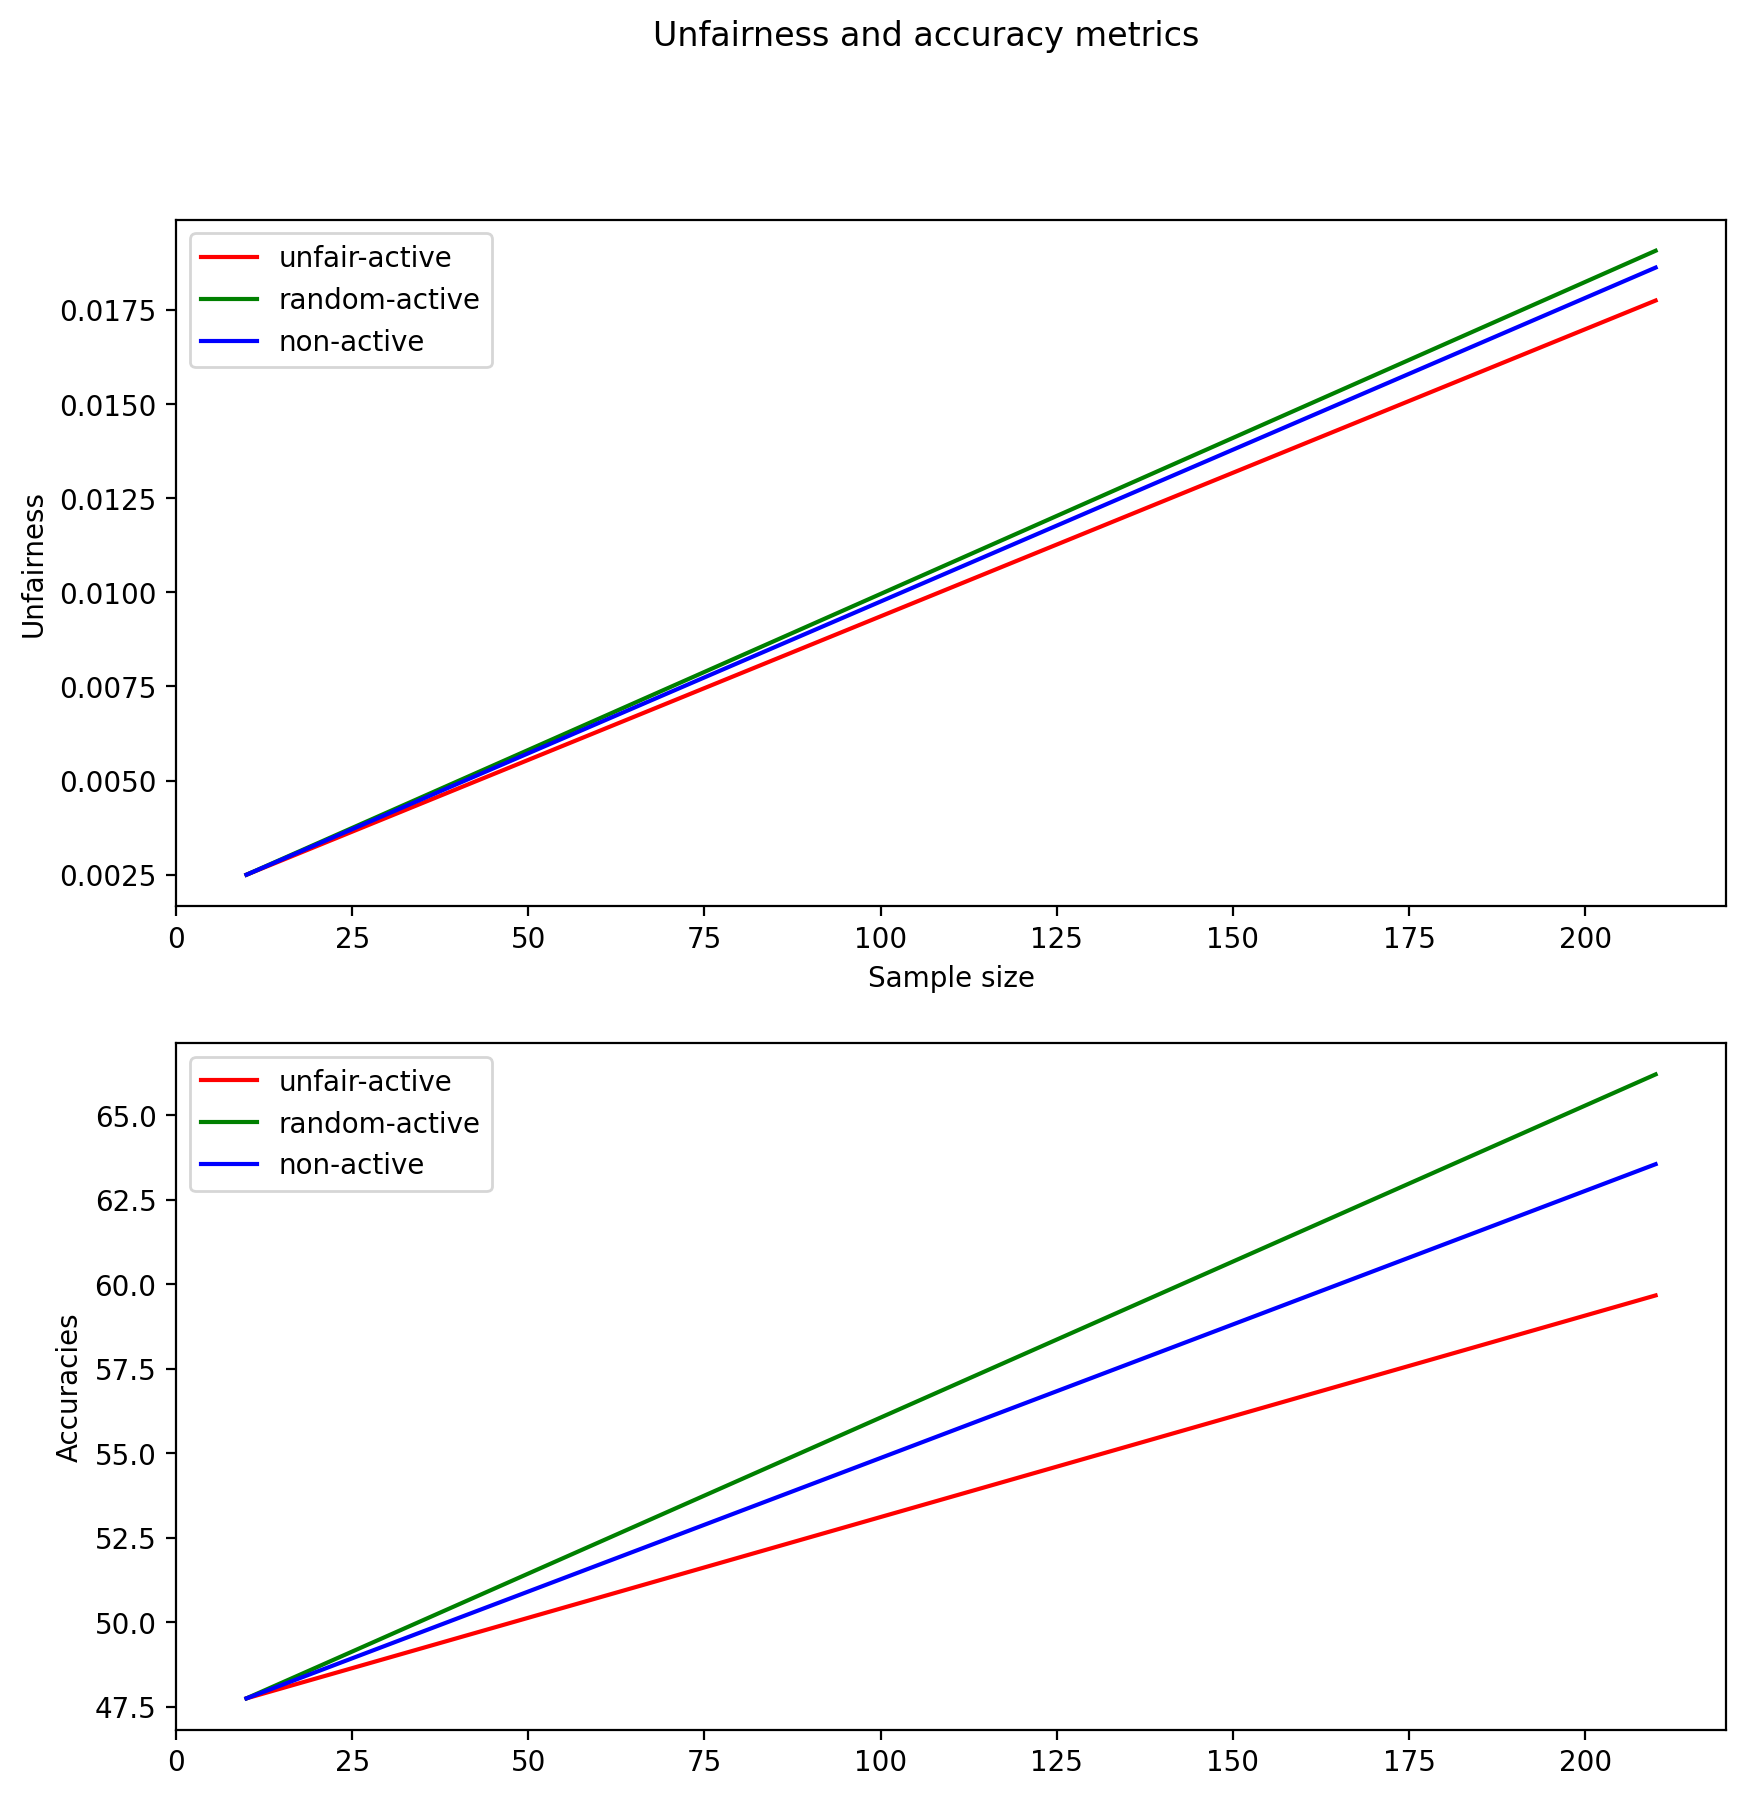 Unfairness and accuracy metrics
unfair-active
random-active
non-active
0.0175
0.0150
0.0125
0.0100
0.0075
0.0050
0.0025
Unfairness
0 25 50 75 100 125 150 175 200
Sample size
unfair-active
random-active
non-active
65.0
62.5
60.0
57.5
55.0
52.5
50.0
47.5
Accuracies
0 25 50 75 100 125 150 175 200